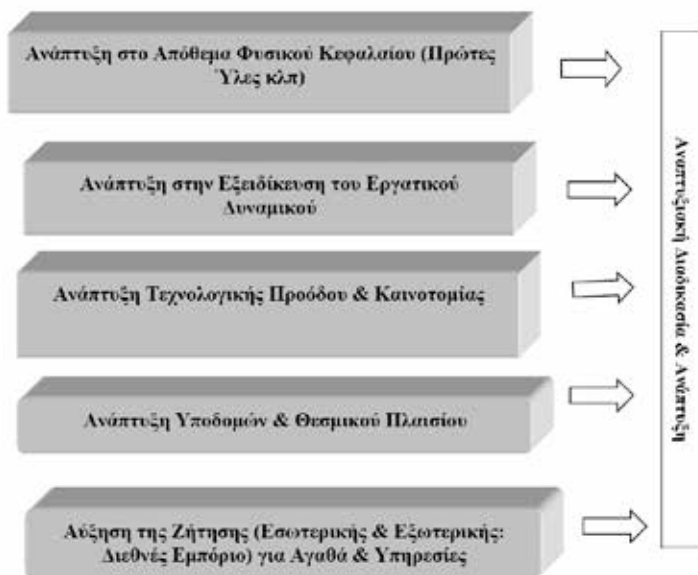 Ανάπτυξη στο Απόθεμα Φυσικού Κεφαλαίου (Πρώτες
Ύλες κλπ)
Ανάπτυξη στην Εξειδίκευση του Εργατικού
Δυναμικού
Ανάπτυξη Τεχνολογικής Προόδου & Καινοτομίας
Ανάπτυξη Υποδομών & Θεσμικού Πλαισίου
Αύξηση της Ζήτησης (Εσωτερικής & Εξωτερικής:
Διεθνές Εμπόριο) για Αγαθά & Υπηρεσίες
Αναπτυξιακή Διαδικασία & Ανάπτυξη